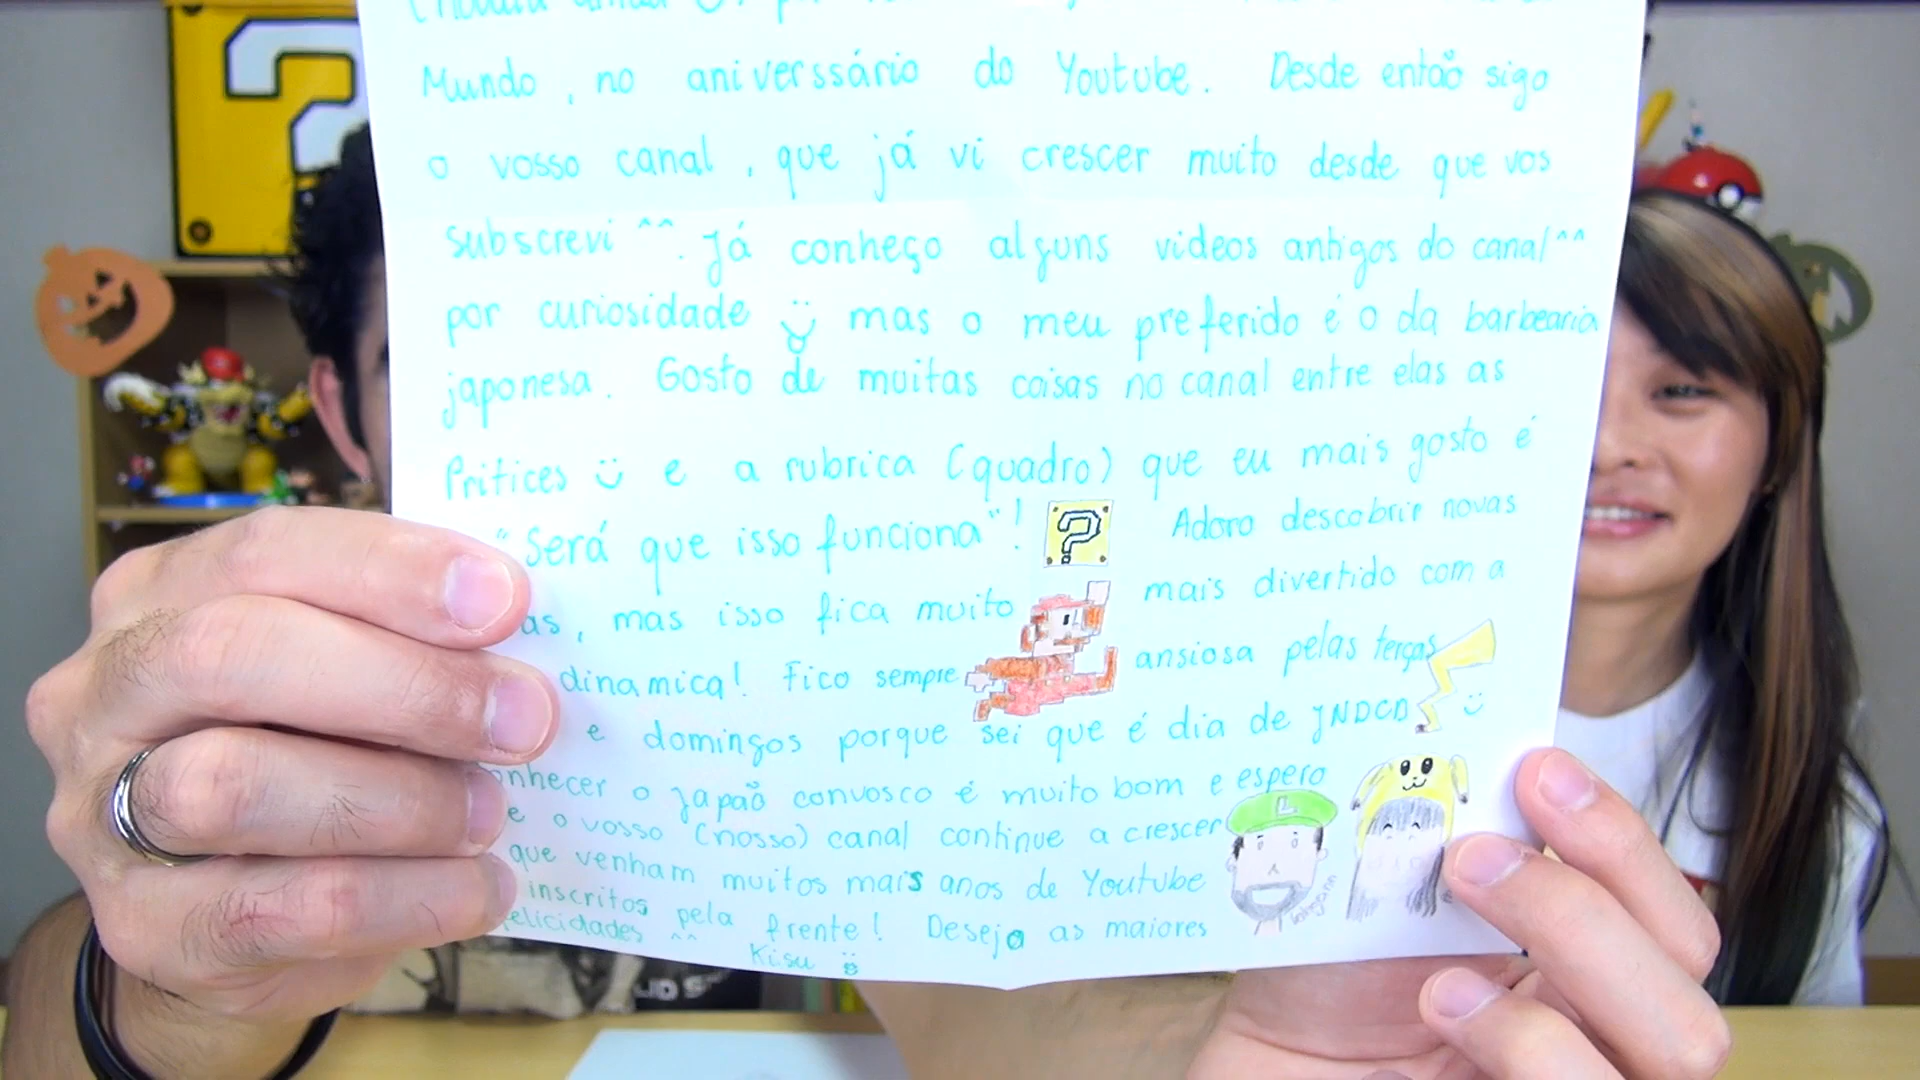 Mundo, no aniverssário do Youtube. Desde então sigo
o vosso canal, que já vi crescer muito desde que vos
subscrevi ^^. Já conheço alguns videos antigos do canal ^^
por curiosidade mas o meu preferido é o da barbearia
japonesa. Gosto de muitas coisas no canal entre elas as
Pritices e a rubrica (quadro) que eu mais gosto é
"Será que isso funciona"! ? Adoro descobrir novas
as, mas isso fica muito mais divertido com a
dinamica! Fico sempre ansiosa pelas terças
e domingos porque sei que é dia de JNDCD
onhecer o Japão convosco é muito bom e espero
e o vosso (nosso) canal continue a crescer
que venham muitos mais anos de Youtube
inscritos pela frente! Desejo as maiores
felicidades ^^
Kisu
L